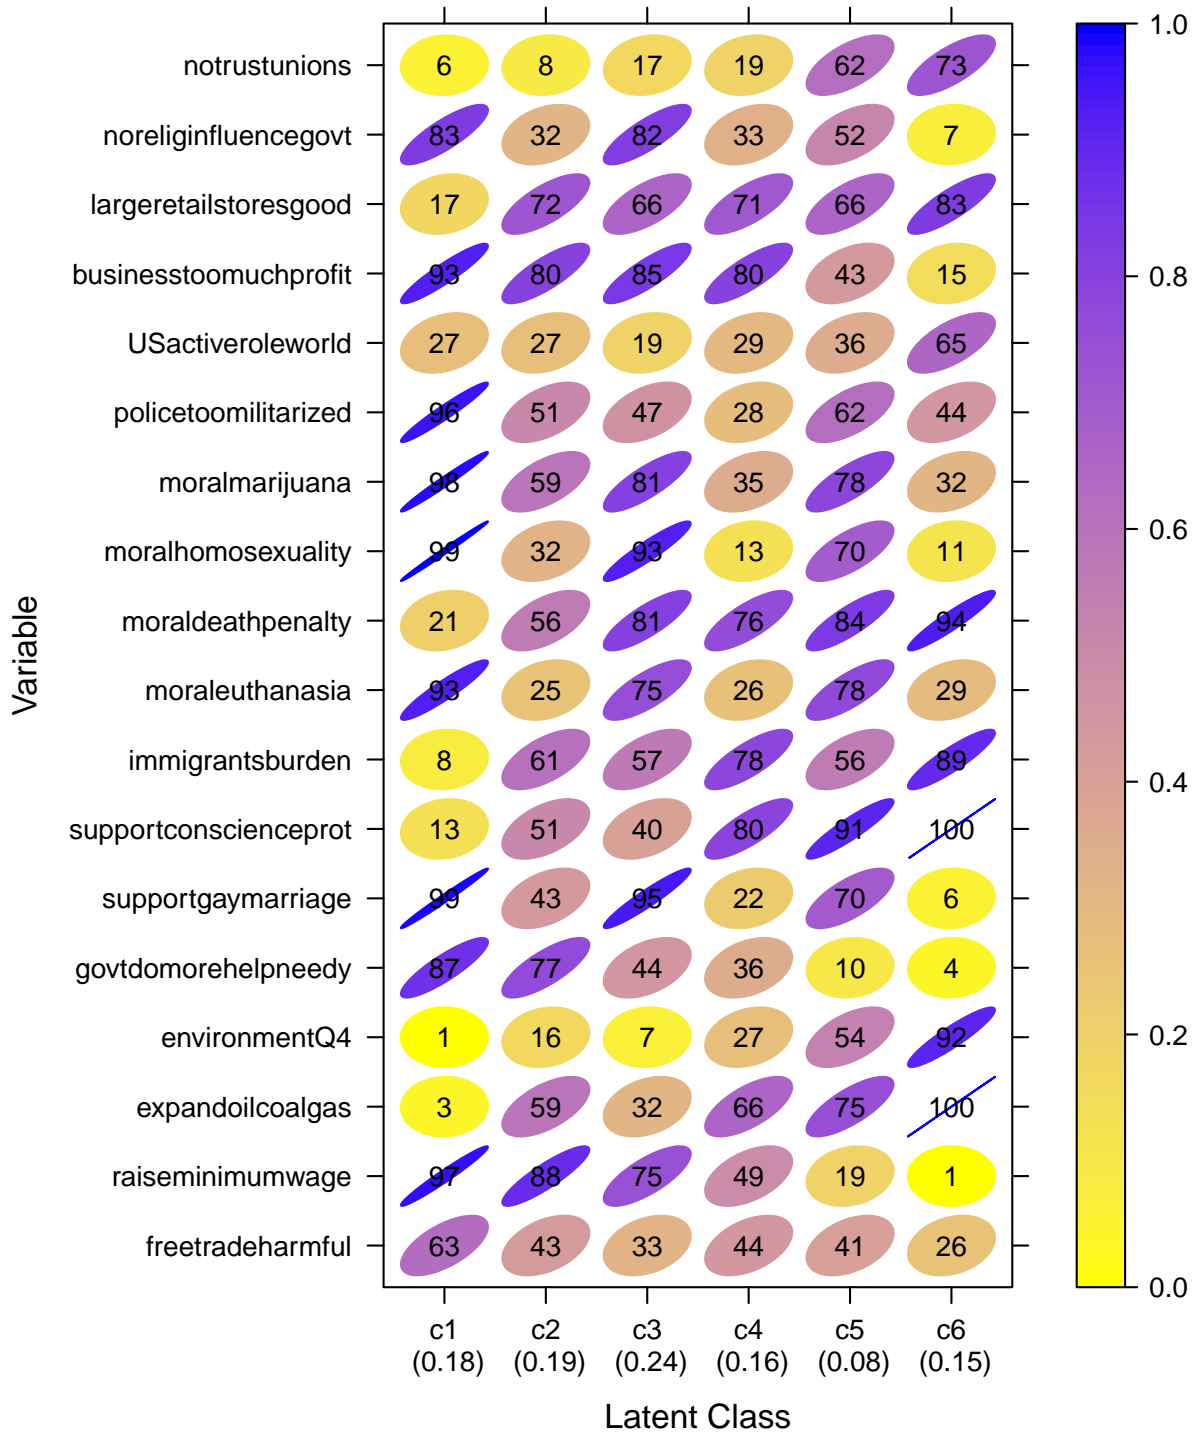 notrustunions 6 8 17 19 62 73
noreliginfluencegovt 83 32 82 33 52 7
largeretailstoresgood 17 72 66 71 66 83
businesstoomuchprofit 93 80 85 80 43 15
USactiveroleworld 27 27 19 29 36 65
policetoomilitarized 96 51 47 28 62 44
moralmarijuana 98 59 81 35 78 32
moralhomosexuality 99 32 93 13 70 11
moraldeathpenalty 21 56 81 76 84 94
moraleuthanasia 93 25 75 26 78 29
immigrantsburden 8 61 57 78 56 89
supportconscienceprot 13 51 40 80 91 100
supportgaymarriage 99 43 95 22 70 6
govtdomorehelpneedy 87 77 44 36 10 4
environmentQ4 1 16 7 27 54 92
expandoilcoalgas 3 59 32 66 75 100
raiseminimumwage 97 88 75 49 19 1
freetradeharmful 63 43 33 44 41 26
c1 c2 c3 c4 c5 c6
(0.18) (0.19) (0.24) (0.16) (0.08) (0.15)
Latent Class
Variable
1.0
0.8
0.6
0.4
0.2
0.0